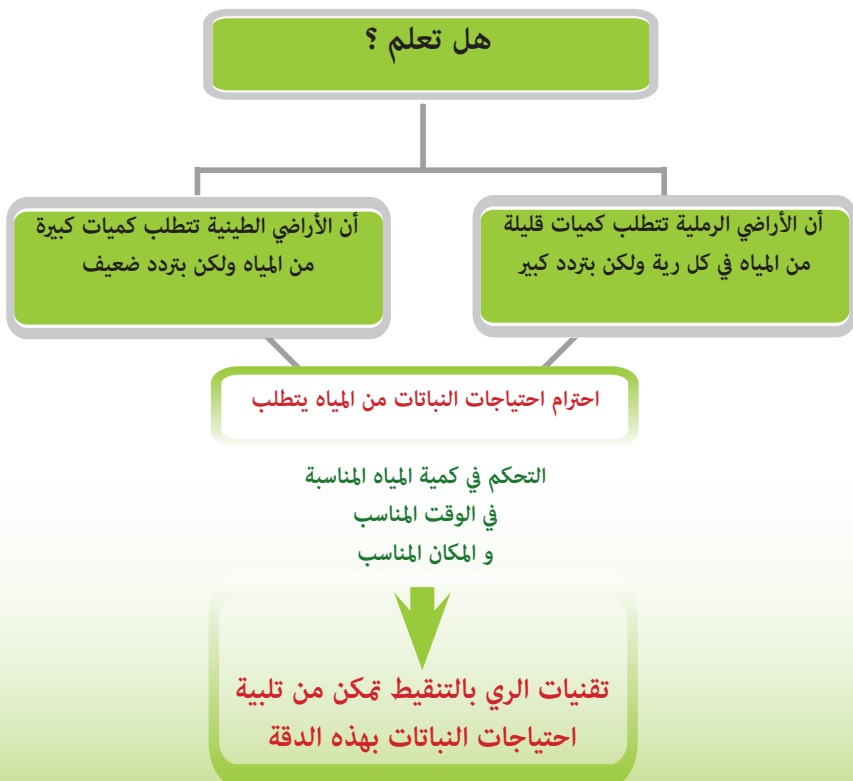 هل تعلم ؟
أن الأراضي الرملية تتطلب كميات قليلة
من المياه في كل رية ولكن بتردد كبير
أن الأراضي الطينية تتطلب كميات كبيرة
من المياه ولكن بتردد ضعيف
احترام احتياجات النباتات من المياه يتطلب
التحكم في كمية المياه المناسبة
في الوقت المناسب
و المكان المناسب
تقنيات الري بالتنقيط تمكن من تلبية
احتياجات النباتات بهذه الدقة